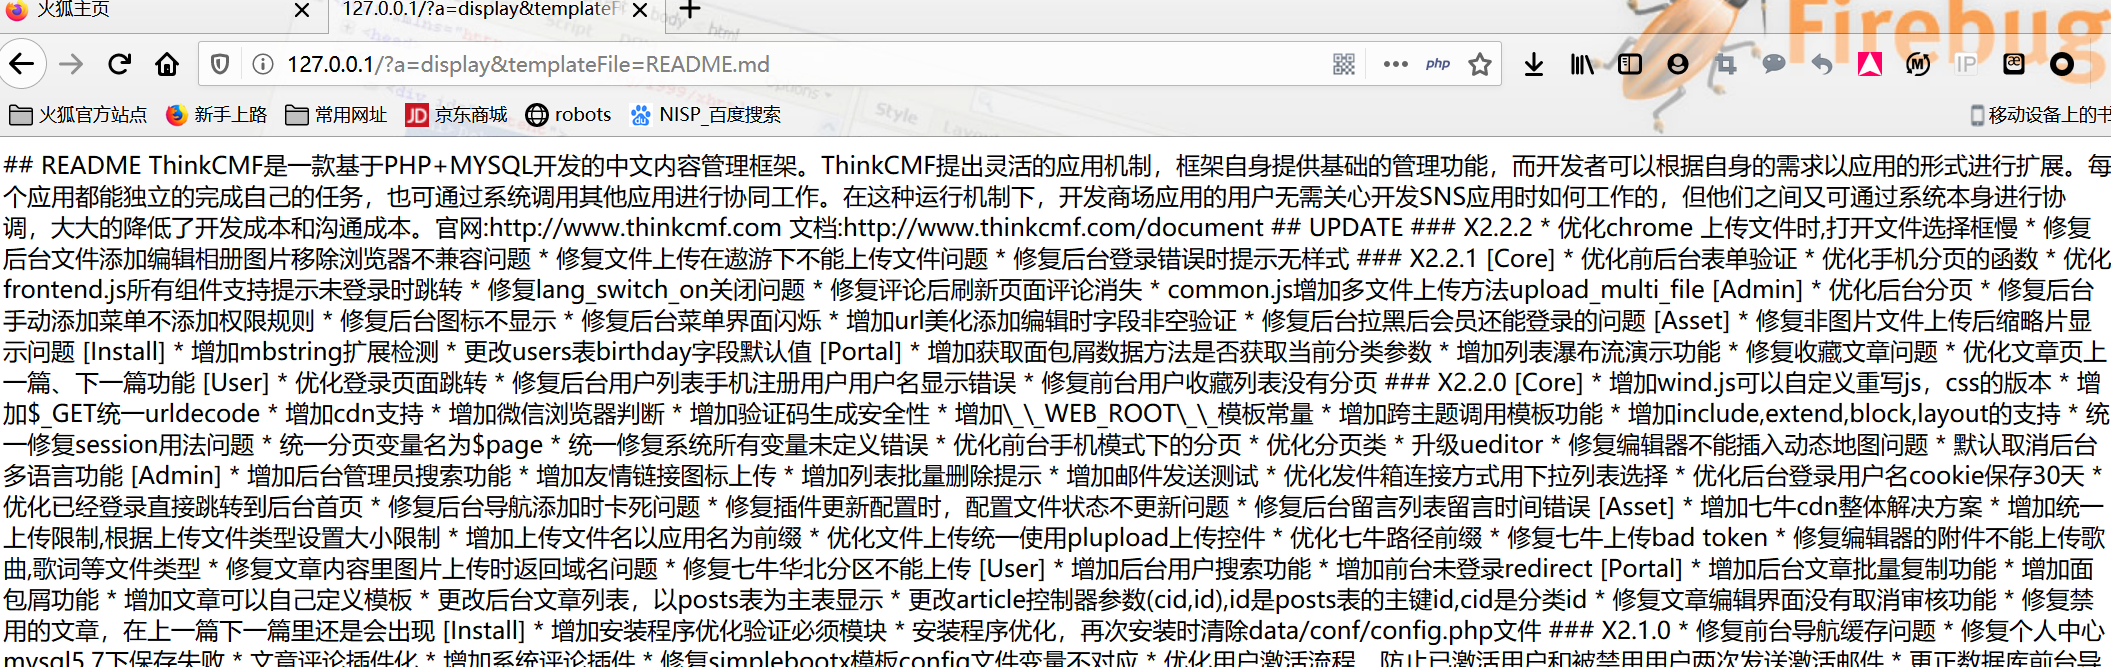 火狐主页
127.0.0.1/?a=display&templateF
127.0.0.1/?a=display&templateFile=README.md
php
IP
Firebug
火狐官方站点 新手上路 常用网址 JD 京东商城 robots du NISP_百度搜索 移动设备上的书
## README ThinkCMF是一款基于PHP+MYSQL开发的中文内容管理框架。ThinkCMF提出灵活的应用机制，框架自身提供基础的管理功能，而开发者可以根据自身的需求以应用的形式进行扩展。每
个应用都能独立的完成自己的任务，也可通过系统调用其他应用进行协同工作。在这种运行机制下，开发商场应用的用户无需关心开发SNS应用时如何工作的，但他们之间又可通过系统本身进行协
调，大大的降低了开发成本和沟通成本。官网:http://www.thinkcmf.com 文档:http://www.thinkcmf.com/document ## UPDATE ### X2.2.2 * 优化chrome 上传文件时,打开文件选择框慢 * 修复
后台文件添加编辑相册图片移除浏览器不兼容问题 * 修复文件上传在遨游下不能上传文件问题 * 修复后台登录错误时提示无样式 ### X2.2.1 [Core] * 优化前后台表单验证 * 优化手机分页的函数 * 优化
frontend.js所有组件支持提示未登录时跳转 * 修复lang_switch_on关闭问题 * 修复评论后刷新页面评论消失 * common.js增加多文件上传方法upload_multi_file [Admin] * 优化后台分页 * 修复后台
手动添加菜单不添加权限规则 * 修复后台图标不显示 * 修复后台菜单界面闪烁 * 增加url美化添加编辑时字段非空验证 * 修复后台拉黑后会员还能登录的问题 [Asset] * 修复非图片文件上传后缩略片显
示问题 [Install] * 增加mbstring扩展检测 * 更改users表birthday字段默认值 [Portal] * 增加获取面包屑数据方法是否获取当前分类参数 * 增加列表瀑布流演示功能 * 修复收藏文章问题 * 优化文章页上
一篇、下一篇功能 [User] * 优化登录页面跳转 * 修复后台用户列表手机注册用户用户名显示错误 * 修复前台用户收藏列表没有分页 ### X2.2.0 [Core] * 增加wind.js可以自定义重写js，css的版本 * 增
加$_GET统一urldecode * 增加cdn支持 * 增加微信浏览器判断 * 增加验证码生成安全性 * 增加\_\_WEB_ROOT\_\_模板常量 * 增加跨主题调用模板功能 * 增加include,extend,block,layout的支持 * 统
一修复session用法问题 * 统一分页变量名为$page * 统一修复系统所有变量未定义错误 * 优化前台手机模式下的分页 * 优化分页类 * 升级ueditor * 修复编辑器不能插入动态地图问题 * 默认取消后台
多语言功能 [Admin] * 增加后台管理员搜索功能 * 增加友情链接图标上传 * 增加列表批量删除提示 * 增加邮件发送测试 * 优化发件箱连接方式用下拉列表选择 * 优化后台登录用户名cookie保存30天 *
优化已经登录直接跳转到后台首页 * 修复后台导航添加时卡死问题 * 修复插件更新配置时，配置文件状态不更新问题 * 修复后台留言列表留言时间错误 [Asset] * 增加七牛cdn整体解决方案 * 增加统一
上传限制,根据上传文件类型设置大小限制 * 增加上传文件名以应用名为前缀 * 优化文件上传统一使用plupload上传控件 * 优化七牛路径前缀 * 修复七牛上传bad token * 修复编辑器的附件不能上传歌
曲,歌词等文件类型 * 修复文章内容里图片上传时返回域名问题 * 修复七牛华北分区不能上传 [User] * 增加后台用户搜索功能 * 增加前台未登录redirect [Portal] * 增加后台文章批量复制功能 * 增加面
包屑功能 * 增加文章可以自己定义模板 * 更改后台文章列表，以posts表为主表显示 * 更改article控制器参数(cid,id),id是posts表的主键id,cid是分类id * 修复文章编辑界面没有取消审核功能 * 修复禁
用的文章，在上一篇下一篇里还是会出现 [Install] * 增加安装程序优化验证必须模块 * 安装程序优化，再次安装时清除data/conf/config.php文件 ### X2.1.0 * 修复前台导航缓存问题 * 修复个人中心
mysql5.7下保存失败 * 文章评论插件化 * 增加系统评论插件 * 修复simplebootx模板config文件变量不对应 * 优化用户激活流程，防止已激活用户和被禁用用户两次发送激活邮件 * 更正数据库前台导